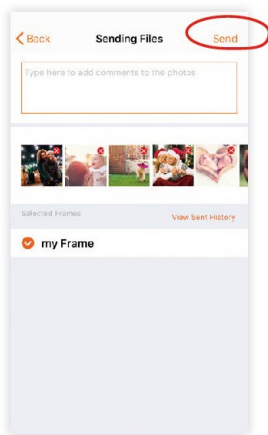 Back Sending Files Send
Type here to add comments to the photos
Selected Frames View Sent History
my Frame